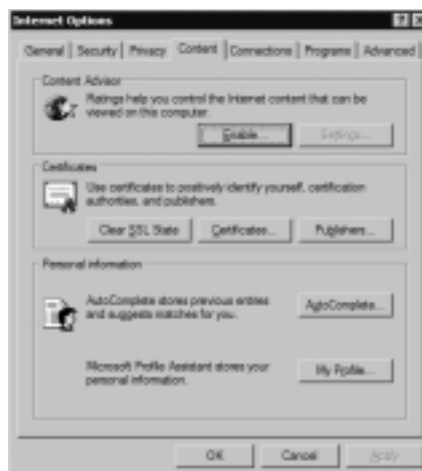 Internet Options
General Security Privacy Content Connections Programs Advanced
Content Advisor
Ratings help you control the Internet content that can be
viewed on this computer.
Enable... Settings...
Certificates
Use certificates to positively identify yourself, certification
authorities, and publishers.
Clear SSL State Certificates... Publishers...
Personal information
AutoComplete stores previous entries
and suggests matches for you.
AutoComplete...
Microsoft Profile Assistant stores your
personal information.
My Profile...
OK Cancel Apply